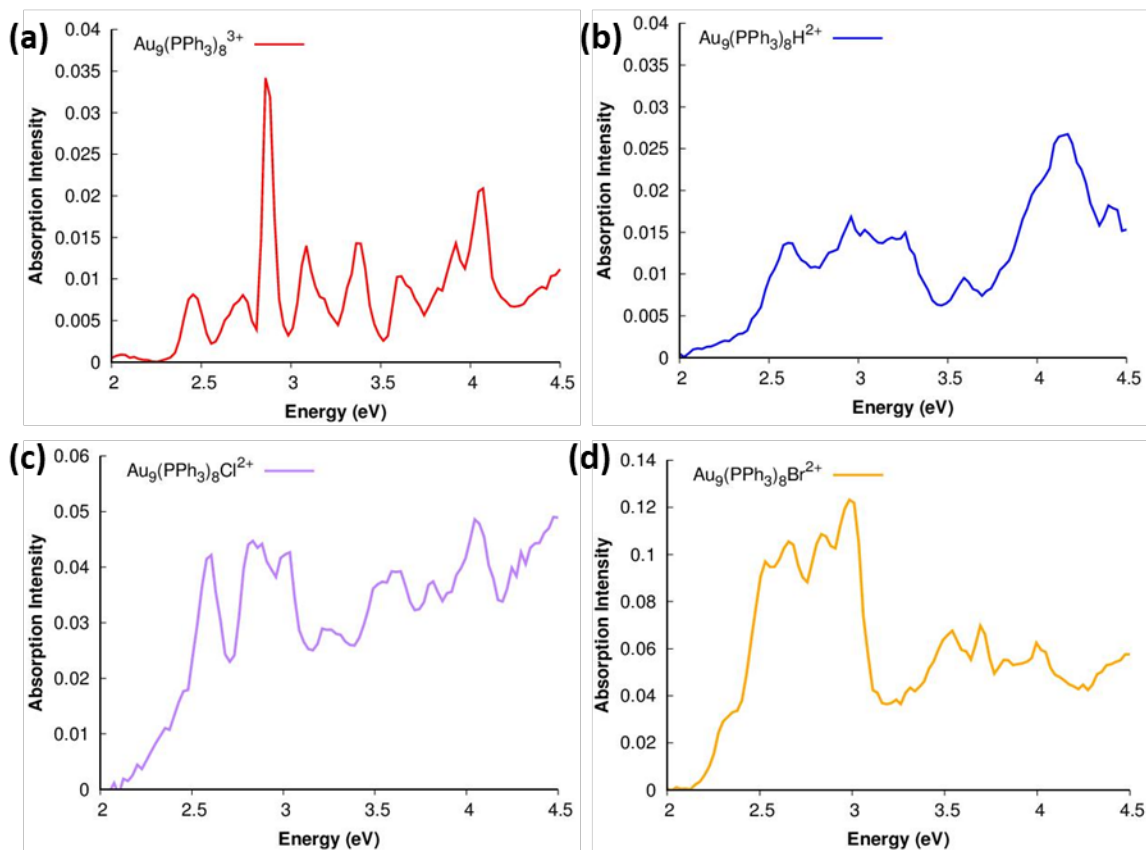 (a)
Au9(PPh3)8^3+
0.04
0.035
0.03
0.025
0.02
0.015
0.01
0.005
0
Absorption Intensity
2 2.5 3 3.5 4 4.5
Energy (eV)
(b)
Au9(PPh3)8H^2+
0.04
0.035
0.03
0.025
0.02
0.015
0.01
0.005
0
Absorption Intensity
2 2.5 3 3.5 4 4.5
Energy (eV)
(c)
Au9(PPh3)8Cl^2+
0.06
0.05
0.04
0.03
0.02
0.01
0
Absorption Intensity
2 2.5 3 3.5 4 4.5
Energy (eV)
(d)
Au9(PPh3)8Br^2+
0.14
0.12
0.1
0.08
0.06
0.04
0.02
0
Absorption Intensity
2 2.5 3 3.5 4 4.5
Energy (eV)